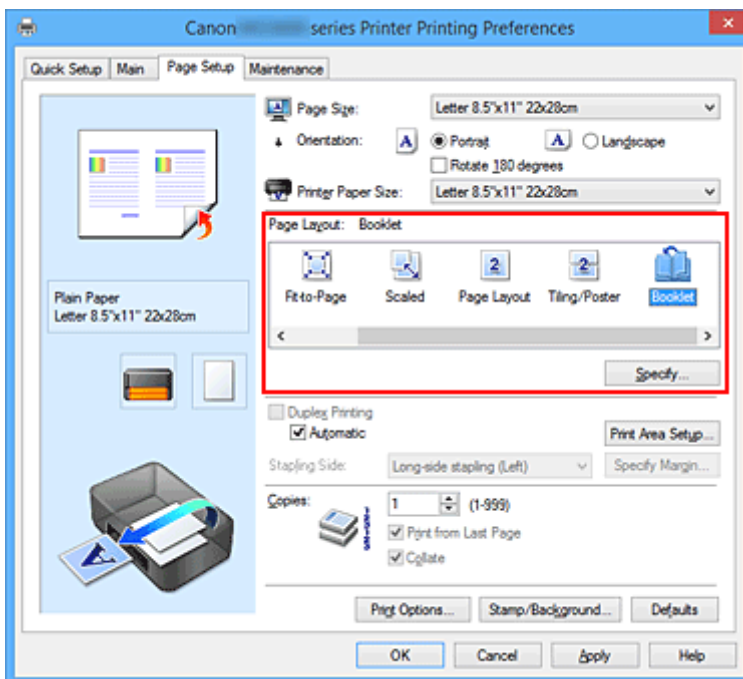 Canon series Printer Printing Preferences
Quick Setup Main Page Setup Maintenance
Page Size: Letter 8.5"x11" 22x28cm
Orientation: A Portrait A Landscape
Rotate 180 degrees
Printer Paper Size: Letter 8.5"x11" 22x28cm
Page Layout: Booklet
2 2
Fit-to-Page Scaled Page Layout Tiling/Poster Booklet
Specify...
Plain Paper
Letter 8.5"x11" 22x28cm
Duplex Printing
Automatic Print Area Setup...
Stapling Side: Long-side stapling (Left) Specify Margin...
Copies: 1 (1-999)
Print from Last Page
Collate
A
Print Options... Stamp/Background... Defaults
OK Cancel Apply Help